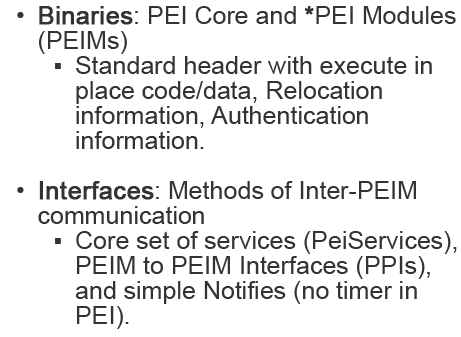 • Binaries: PEI Core and *PEI Modules
(PEIMs)
▪ Standard header with execute in
place code/data, Relocation
information, Authentication
information.
• Interfaces: Methods of Inter-PEIM
communication
▪ Core set of services (PeiServices),
PEIM to PEIM Interfaces (PPIs),
and simple Notifies (no timer in
PEI).